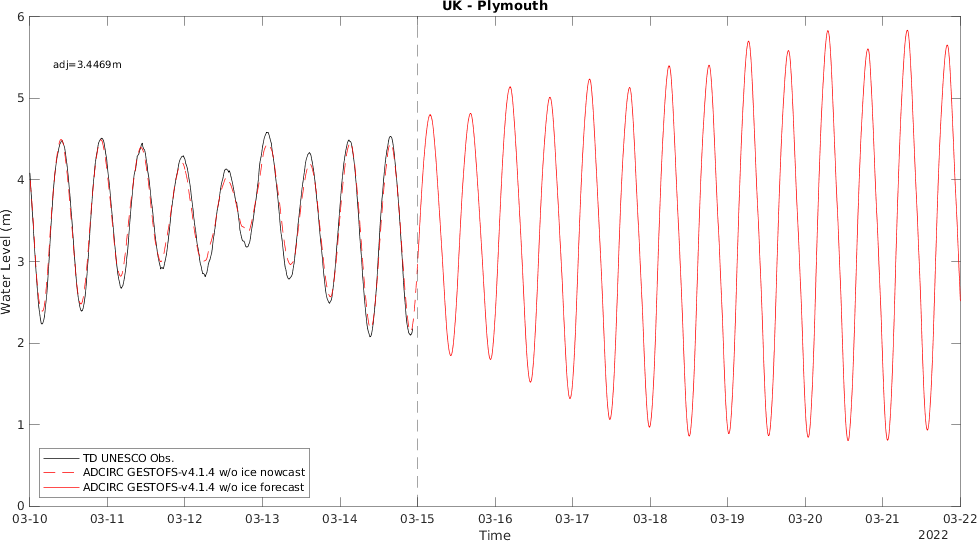 UK - Plymouth
adj=3.4469m
6
5
4
3
2
1
0
Water Level (m)
TD UNESCO Obs.
ADCIRC GESTOFS-v4.1.4 w/o ice nowcast
ADCIRC GESTOFS-v4.1.4 w/o ice forecast
03-10 03-11 03-12 03-13 03-14 03-15 03-16 03-17 03-18 03-19 03-20 03-21 03-22
Time
2022